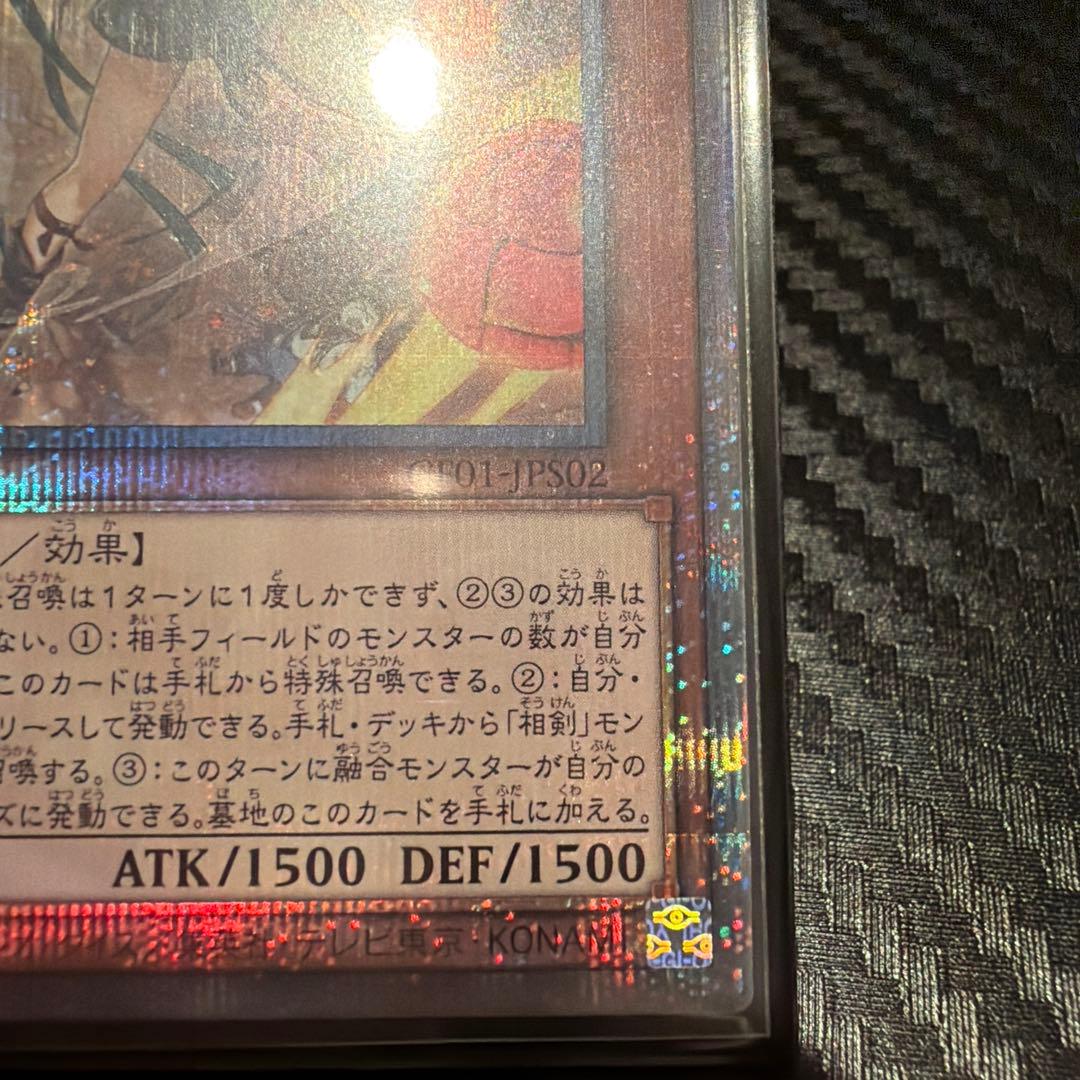 F01-JPS02
／効果】
召喚は1ターンに1度しかできず、②③の効果は
ない。①：相手フィールドのモンスターの数が自分
このカードは手札から特殊召喚できる。②：自分・
リースして発動できる。手札・デッキから「相剣」モン
召喚する。③：このターンに融合モンスターが自分の
ズに発動できる。墓地のこのカードを手札に加える。
ATK/1500 DEF/1500
テレビ東京・KONAMI